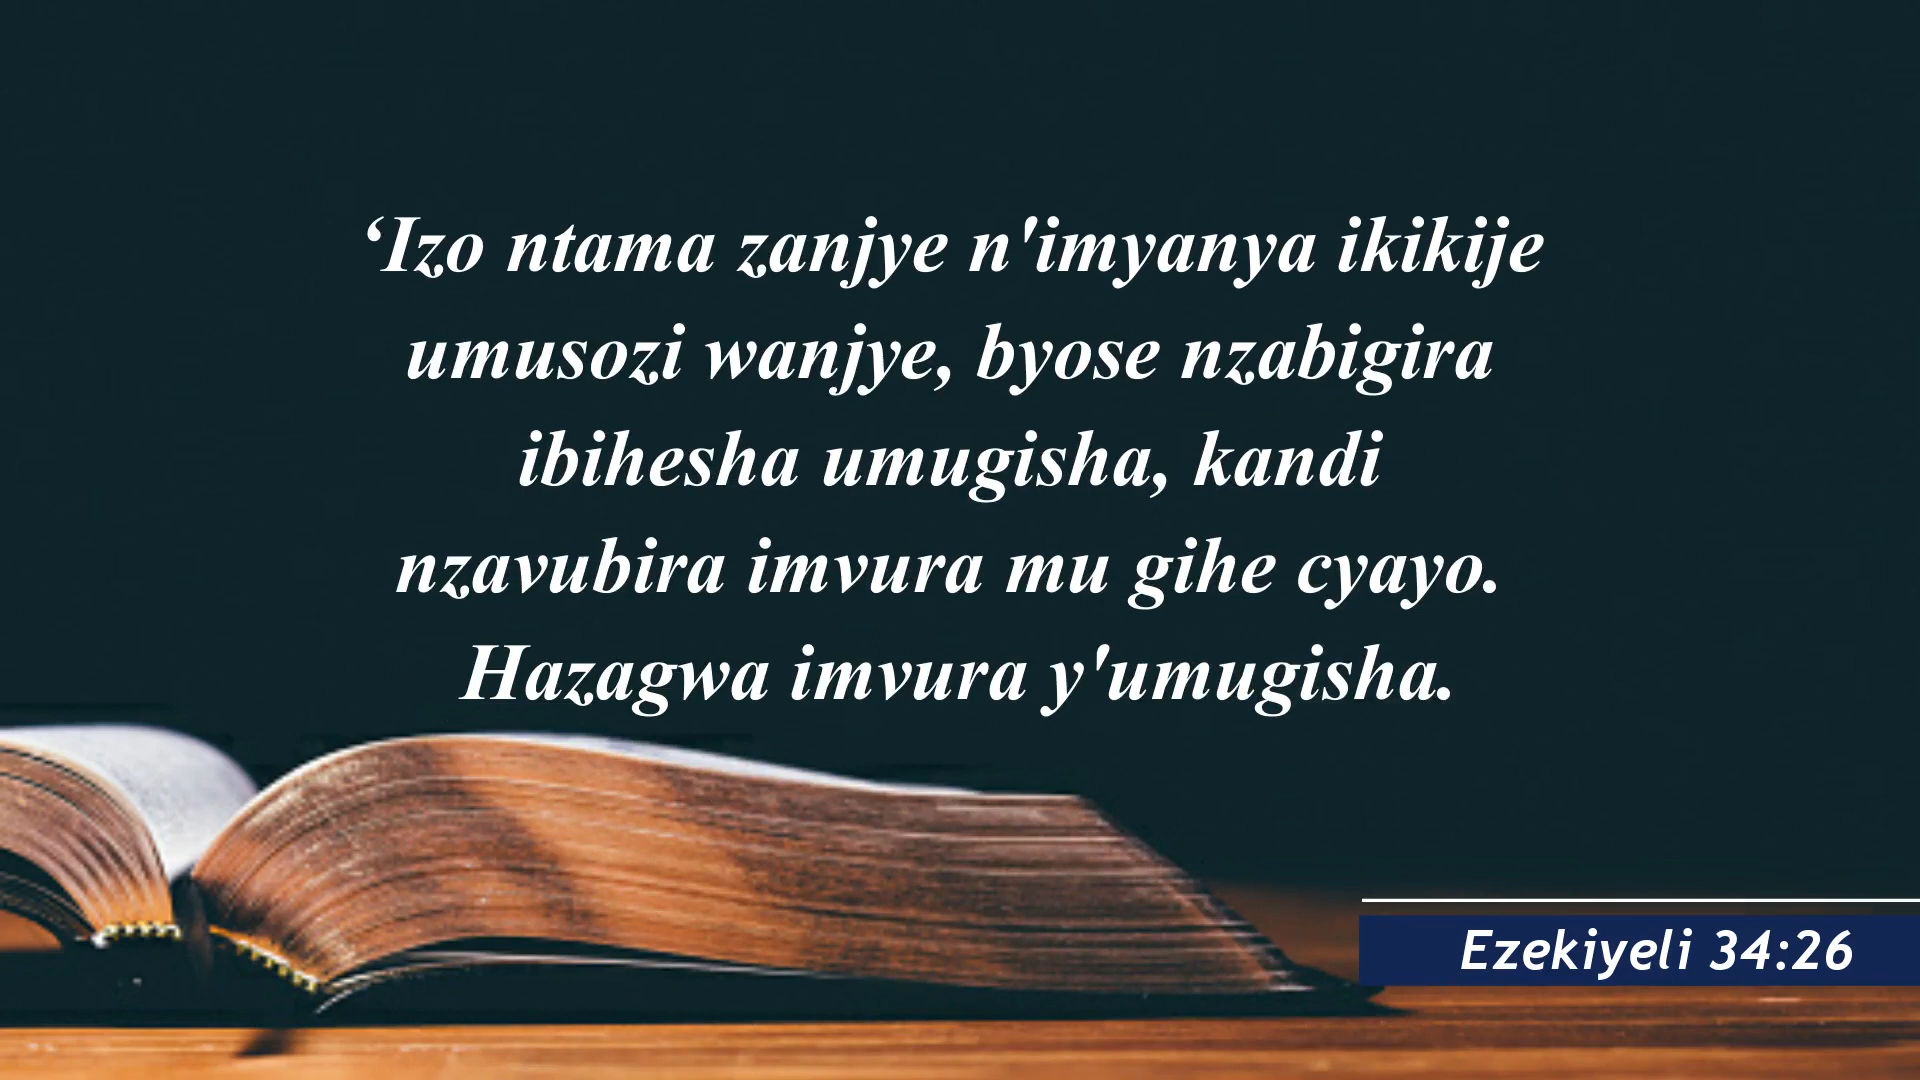 ‘Izo ntama zanjye n'imyanya ikikije
umusozi wanjye, byose nzabigira
ibihesha umugisha, kandi
nzavubira imvura mu gihe cyayo.
Hazagwa imvura y'umugisha.
Ezekiyeli 34:26